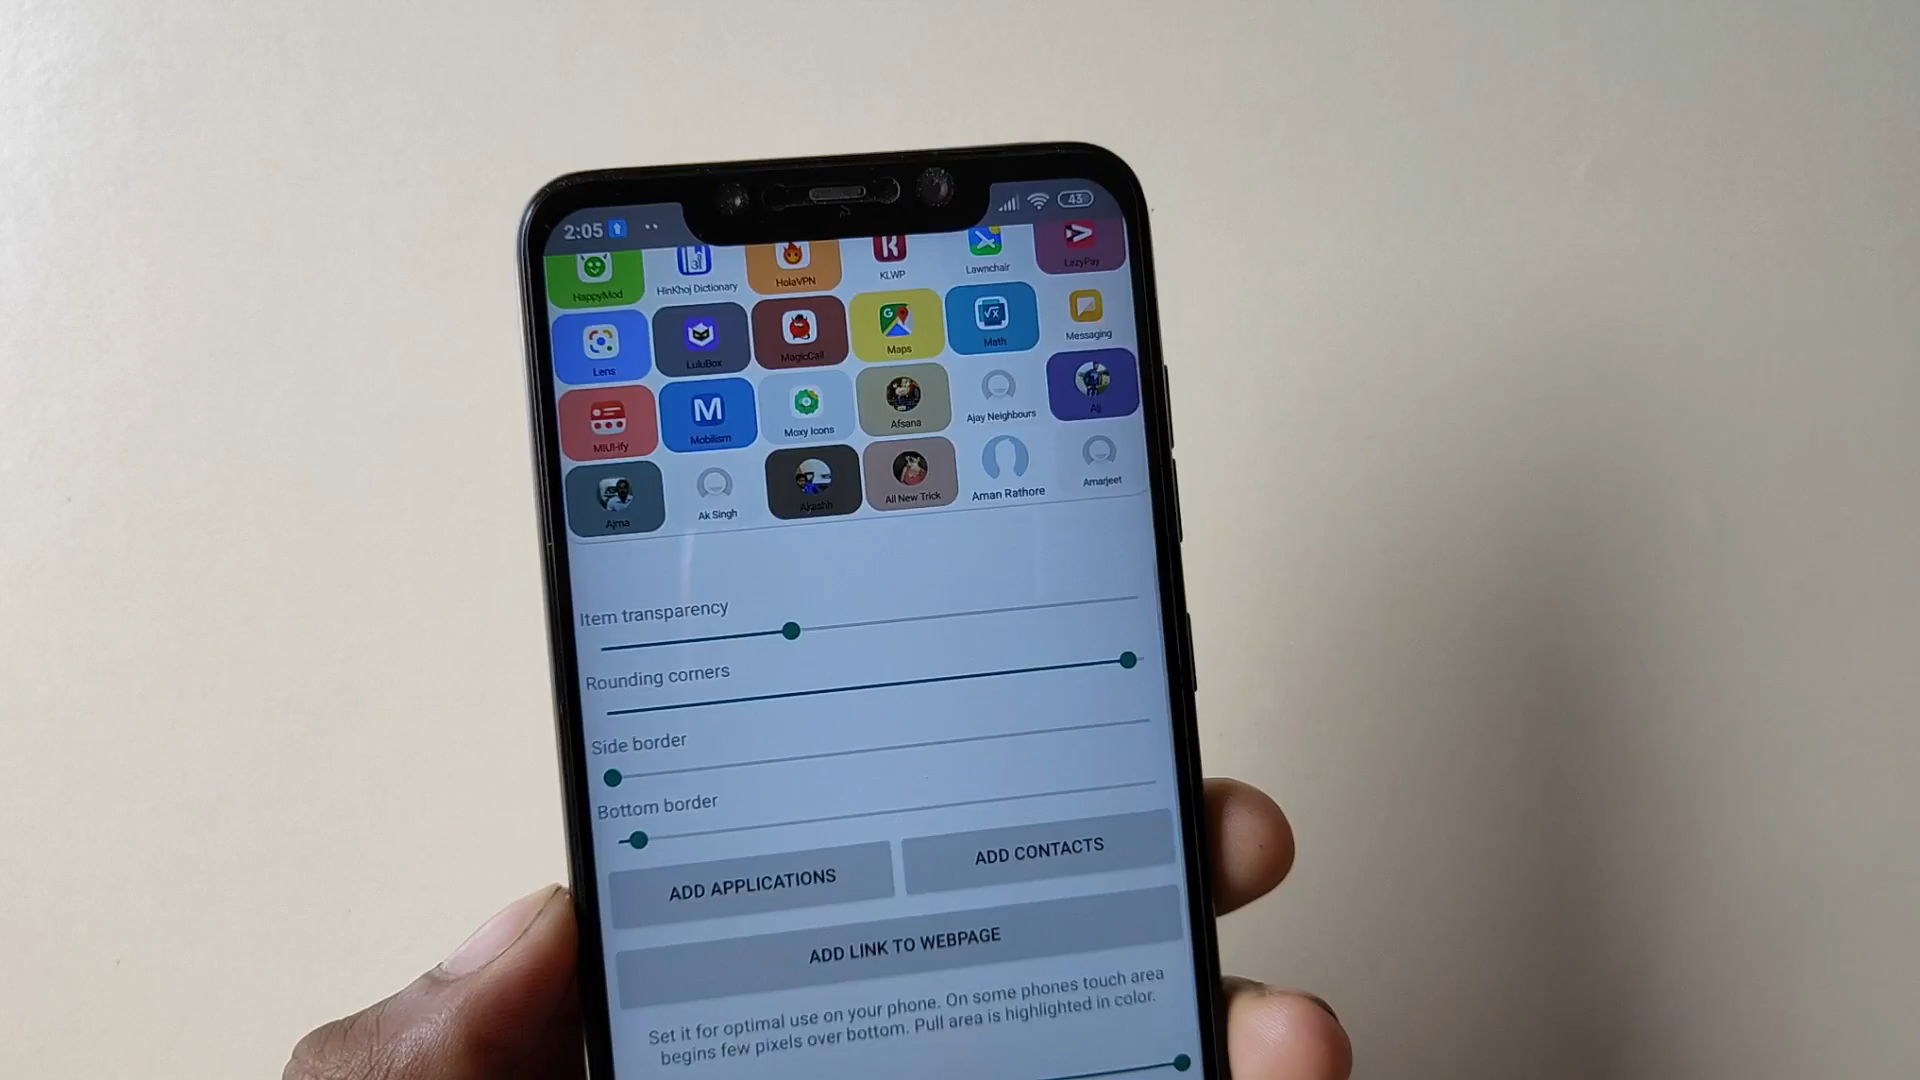 2:05
43
HappyMod
HinKhoj Dictionary
HolaVPN
KLWP
Lawnchair
LazyPay
Lens
LuluBox
MagicCall
Maps
Math
Messaging
MIUI-ify
Mobilism
Moxy Icons
Afsana
Ajay Neighbours
Ajma
Ak Singh
Akashh
All New Trick
Aman Rathore
Amarjeet
Item transparency
Rounding corners
Side border
Bottom border
ADD APPLICATIONS
ADD CONTACTS
ADD LINK TO WEBPAGE
Set it for optimal use on your phone. On some phones touch area
begins few pixels over bottom. Pull area is highlighted in color.